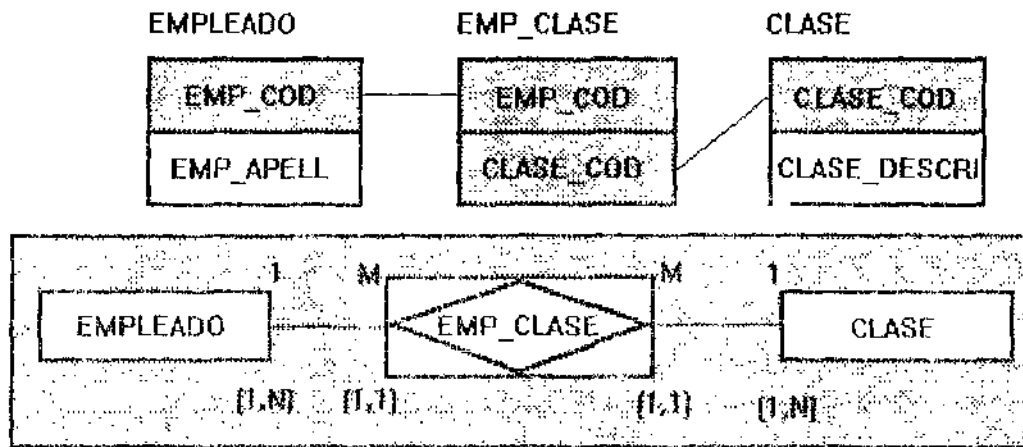 EMPLEADO EMP_CLASE CLASE
EMP_COD EMP_COD CLASE_COD
EMP_APELL CLASE_COD CLASE_DESCRI
1 M M 1
EMPLEADO EMP_CLASE CLASE
(1,N) (1,1) (1,1) (1,N)